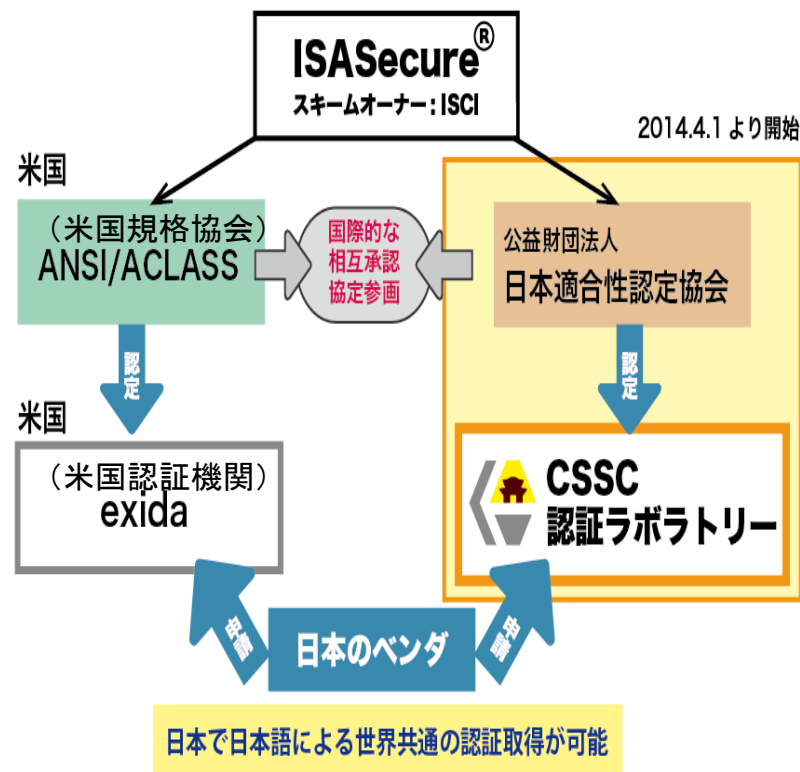 ISASecure®
スキームオーナー：ISCI
2014.4.1 より開始
米国
（米国規格協会）
ANSI/ACLASS
国際的な
相互承認
協定参画
公益財団法人
日本適合性認定協会
認定
認定
米国
（米国認証機関）
exida
CSSC
認証ラボラトリー
申請
日本のベンダ
申請
日本で日本語による世界共通の認証取得が可能